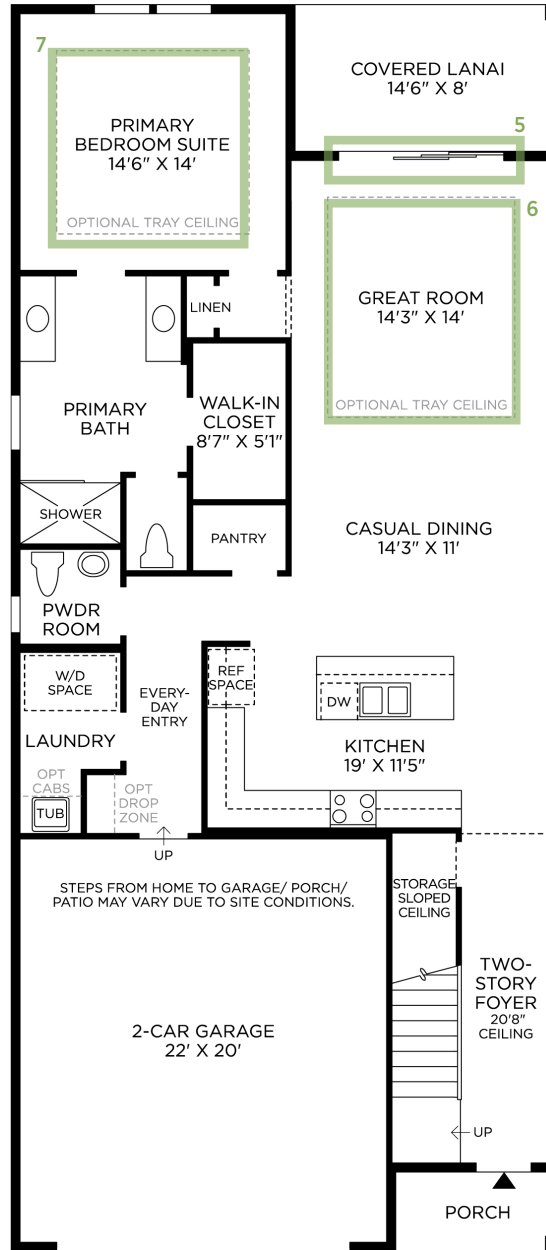 7
COVERED LANAI
14'6" X 8'
PRIMARY
BEDROOM SUITE
14'6" X 14'
OPTIONAL TRAY CEILING
5
6
GREAT ROOM
14'3" X 14'
OPTIONAL TRAY CEILING
LINEN
PRIMARY
BATH
WALK-IN
CLOSET
8'7" X 5'1"
SHOWER
PANTRY
CASUAL DINING
14'3" X 11'
PWDR
ROOM
W/D
SPACE
EVERY-
DAY
ENTRY
REF
SPACE
DW
LAUNDRY
KITCHEN
19' X 11'5"
OPT
CABS
TUB
OPT
DROP
ZONE
UP
STEPS FROM HOME TO GARAGE/ PORCH/
PATIO MAY VARY DUE TO SITE CONDITIONS.
STORAGE
SLOPED
CEILING
TWO-
STORY
FOYER
20'8"
CEILING
2-CAR GARAGE
22' X 20'
UP
PORCH